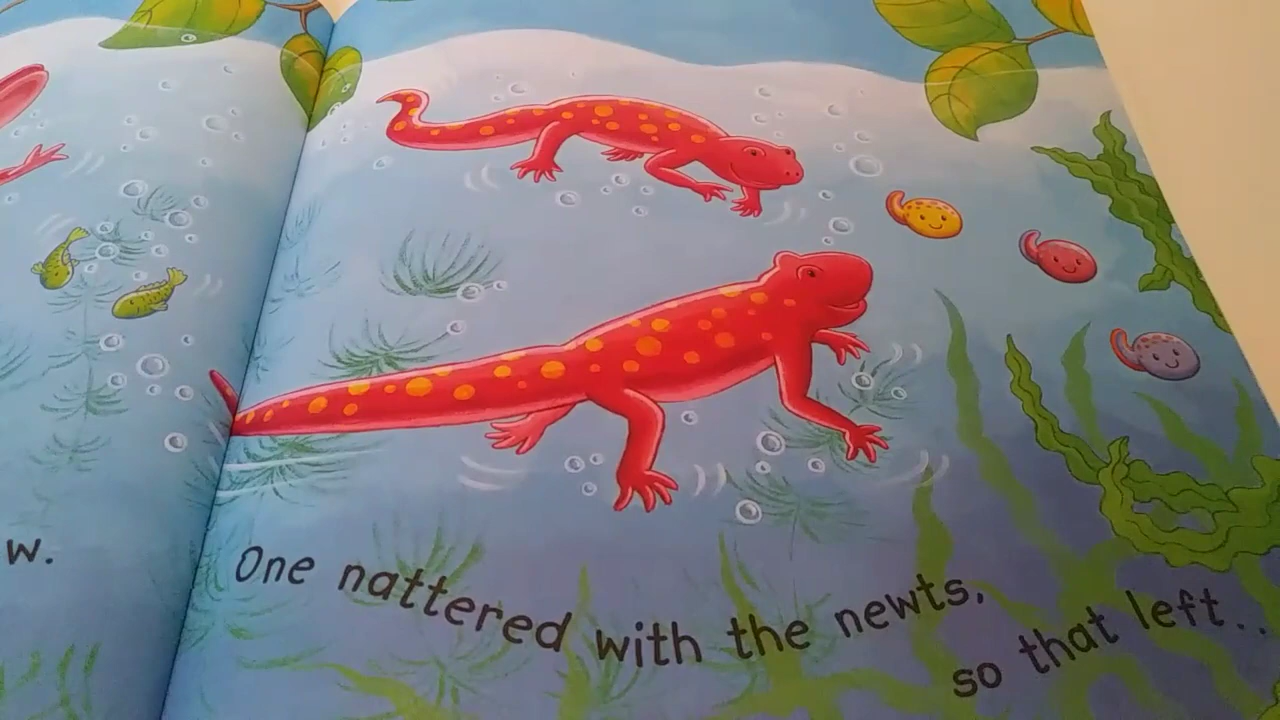 w.
One nattered with the newts,
so that left..